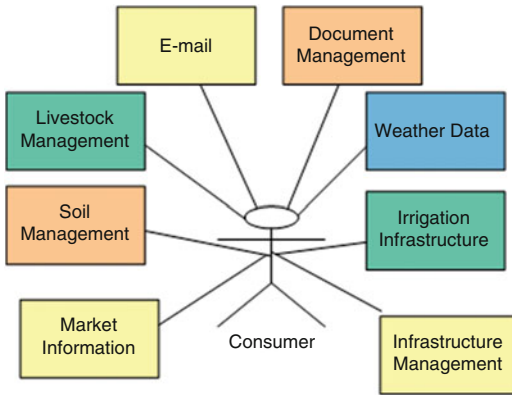 E-mail
Document
Management
Livestock
Management
Weather Data
Soil
Management
Irrigation
Infrastructure
Market
Information
Consumer
Infrastructure
Management